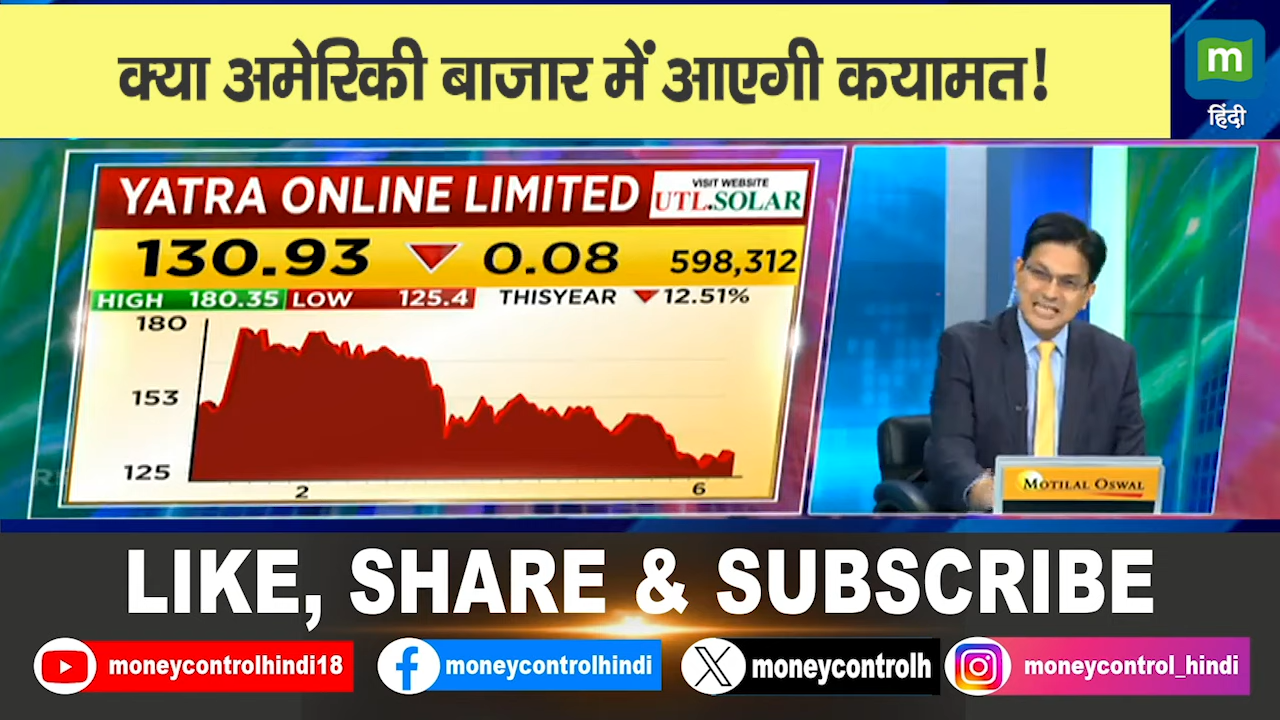 क्या अमेरिकी बाजार में आएगी कयामत!
m
हिंदी
YATRA ONLINE LIMITED
VISIT WEBSITE
UTL.SOLAR
130.93 0.08 598,312
HIGH 180.35 LOW 125.4 THISYEAR 12.51%
180
153
125
2 6
MOTILAL OSWAL
LIKE, SHARE & SUBSCRIBE
moneycontrolhindi18 moneycontrolhindi moneycontrolh moneycontrol_hindi